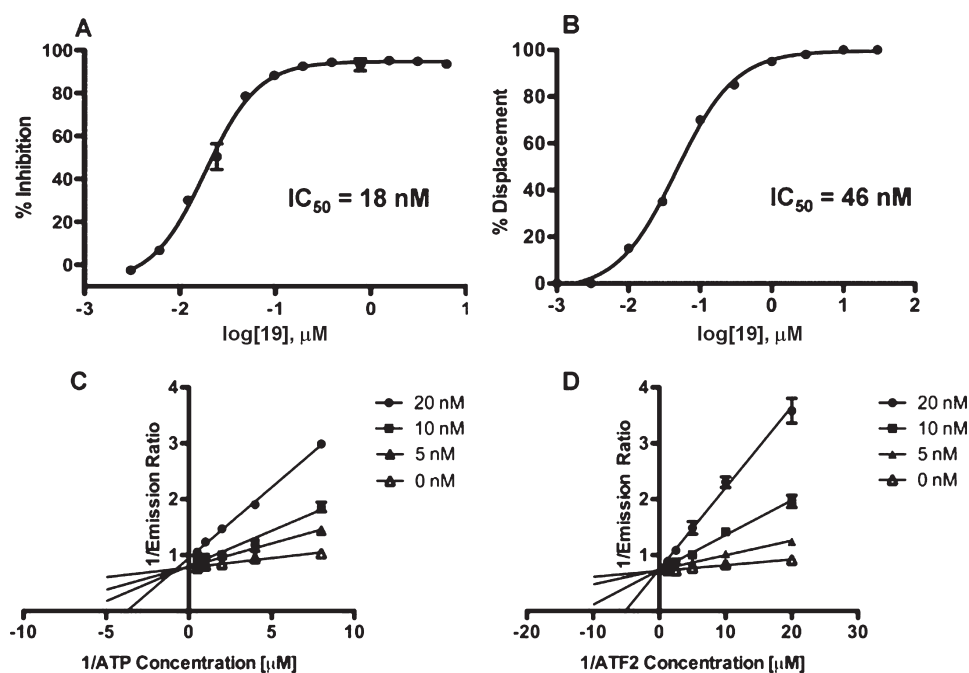 A
% Inhibition
100
80
60
40
20
0
IC50 = 18 nM
-3
-2
-1
0
1
log[19], μM
B
% Displacement
100
80
60
40
20
0
IC50 = 46 nM
-3
-2
-1
0
1
2
log[19], μM
C
1/Emission Ratio
4
3
2
1
20 nM
10 nM
5 nM
0 nM
-10
-5
0
5
10
1/ATP Concentration [μM]
D
1/Emission Ratio
4
3
2
1
20 nM
10 nM
5 nM
0 nM
-20
-10
0
10
20
30
1/ATF2 Concentration [μM]